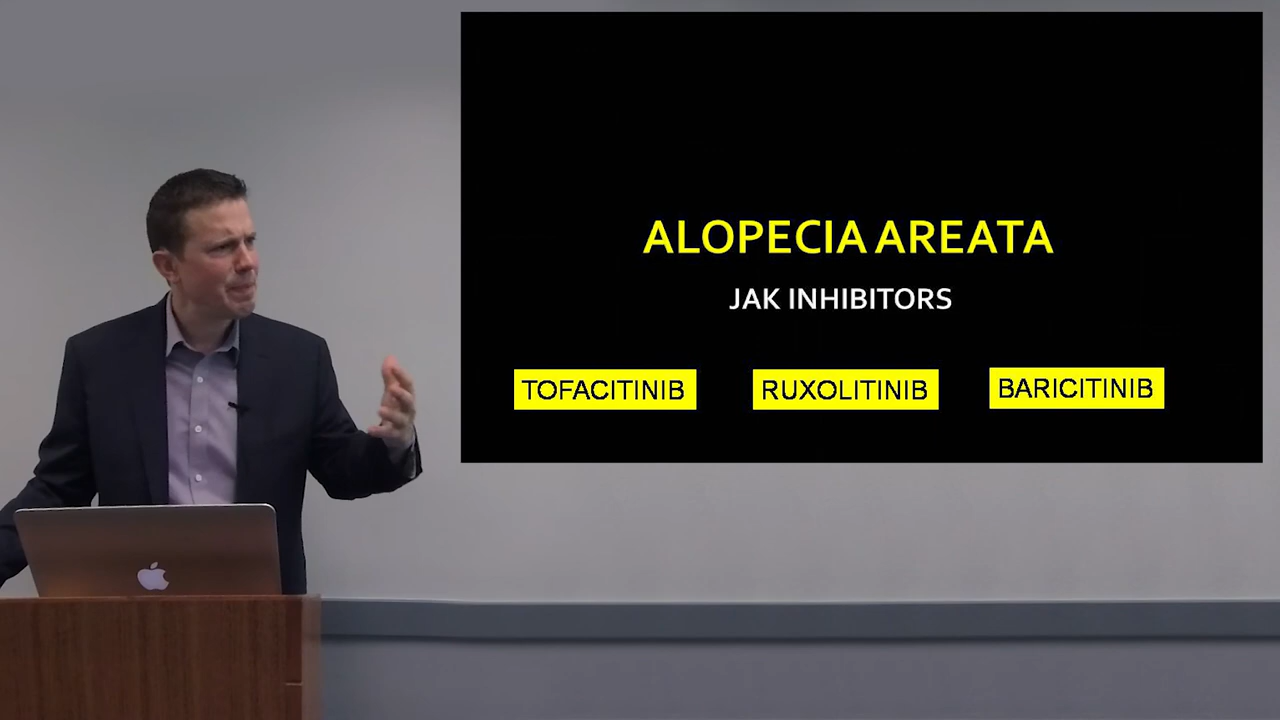 ALOPECIA AREATA
JAK INHIBITORS
TOFACITINIB RUXOLITINIB BARICITINIB